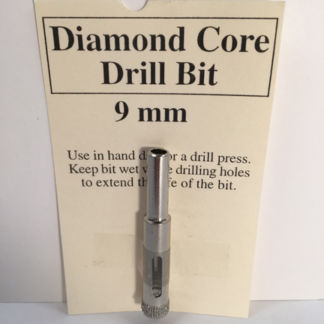 Diamond Core
Drill Bit
9 mm
Use in hand or a drill press.
Keep bit wet drilling holes
to extend of the bit.